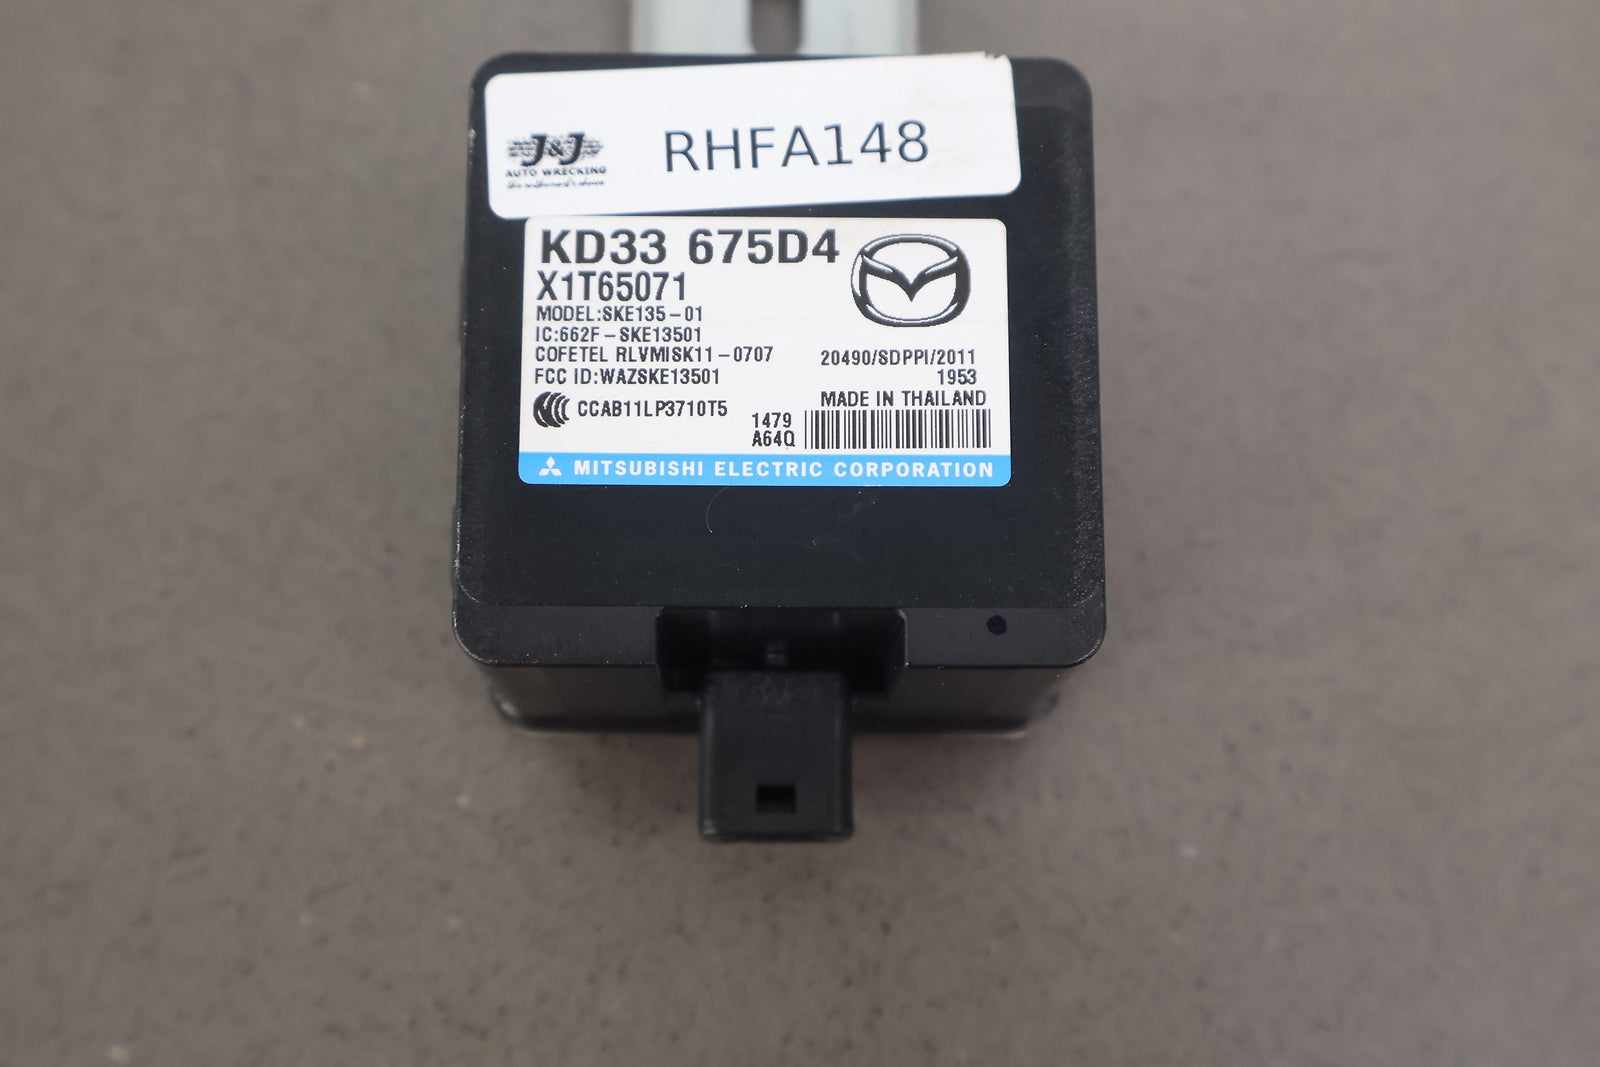 J&J
AUTO WRECKING
RHFA148
KD33 675D4
X1T65071
MODEL:SKE135-01
IC:662F-SKE13501
COFETEL RLVMISK11-0707
20490/SDPPI/2011
FCC ID:WAZSKE13501
1953
MADE IN THAILAND
CCAB11LP3710T5
1479
A64Q
MITSUBISHI ELECTRIC CORPORATION